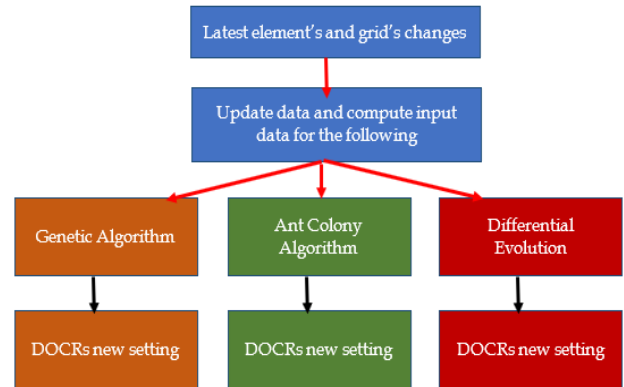 Latest element's and grid's changes
Update data and compute input
data for the following
Genetic Algorithm
Ant Colony
Algorithm
Differential
Evolution
DOCRs new setting
DOCRs new setting
DOCRs new setting